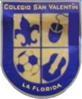 COLEGIO SAN VALENTÍN
LA FLORIDA